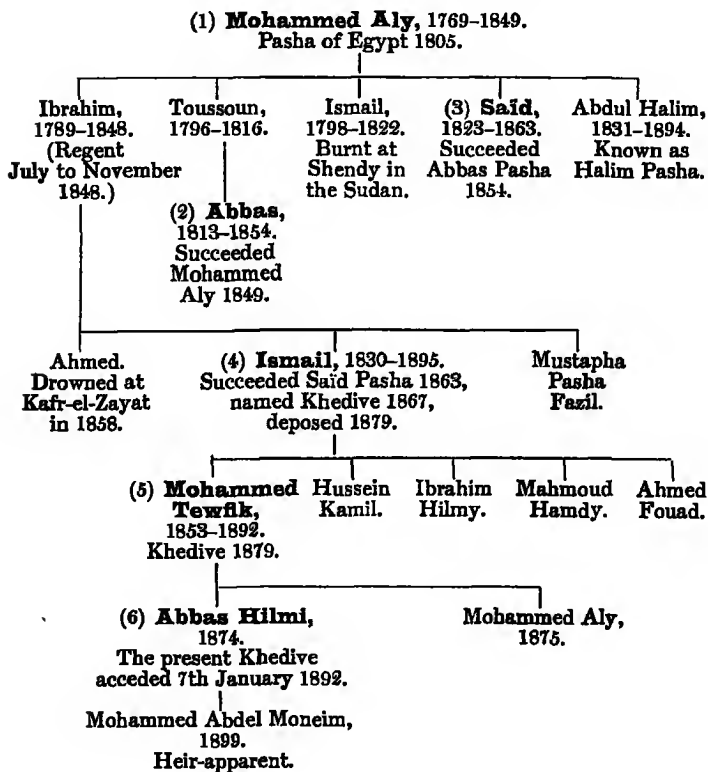 (1) Mohammed Aly, 1769–1849.
Pasha of Egypt 1805.
Ibrahim,
1789–1848.
(Regent
July to November
1848.)
Toussoun,
1796–1816.
Ismail,
1798–1822.
Burnt at
Shendy in
the Sudan.
(3) Saïd,
1823–1863.
Succeeded
Abbas Pasha
1854.
Abdul Halim,
1831–1894.
Known as
Halim Pasha.
(2) Abbas,
1813–1854.
Succeeded
Mohammed
Aly 1849.
Ahmed.
Drowned at
Kafr-el-Zayat
in 1858.
(4) Ismail, 1830–1895.
Succeeded Saïd Pasha 1863,
named Khedive 1867,
deposed 1879.
Mustapha
Pasha
Fazil.
(5) Mohammed
Tewfik,
1853–1892.
Khedive 1879.
Hussein
Kamil.
Ibrahim
Hilmy.
Mahmoud
Hamdy.
Ahmed
Fouad.
(6) Abbas Hilmi,
1874.
The present Khedive
acceded 7th January 1892.
Mohammed Aly,
1875.
Mohammed Abdel Moneim,
1899.
Heir-apparent.